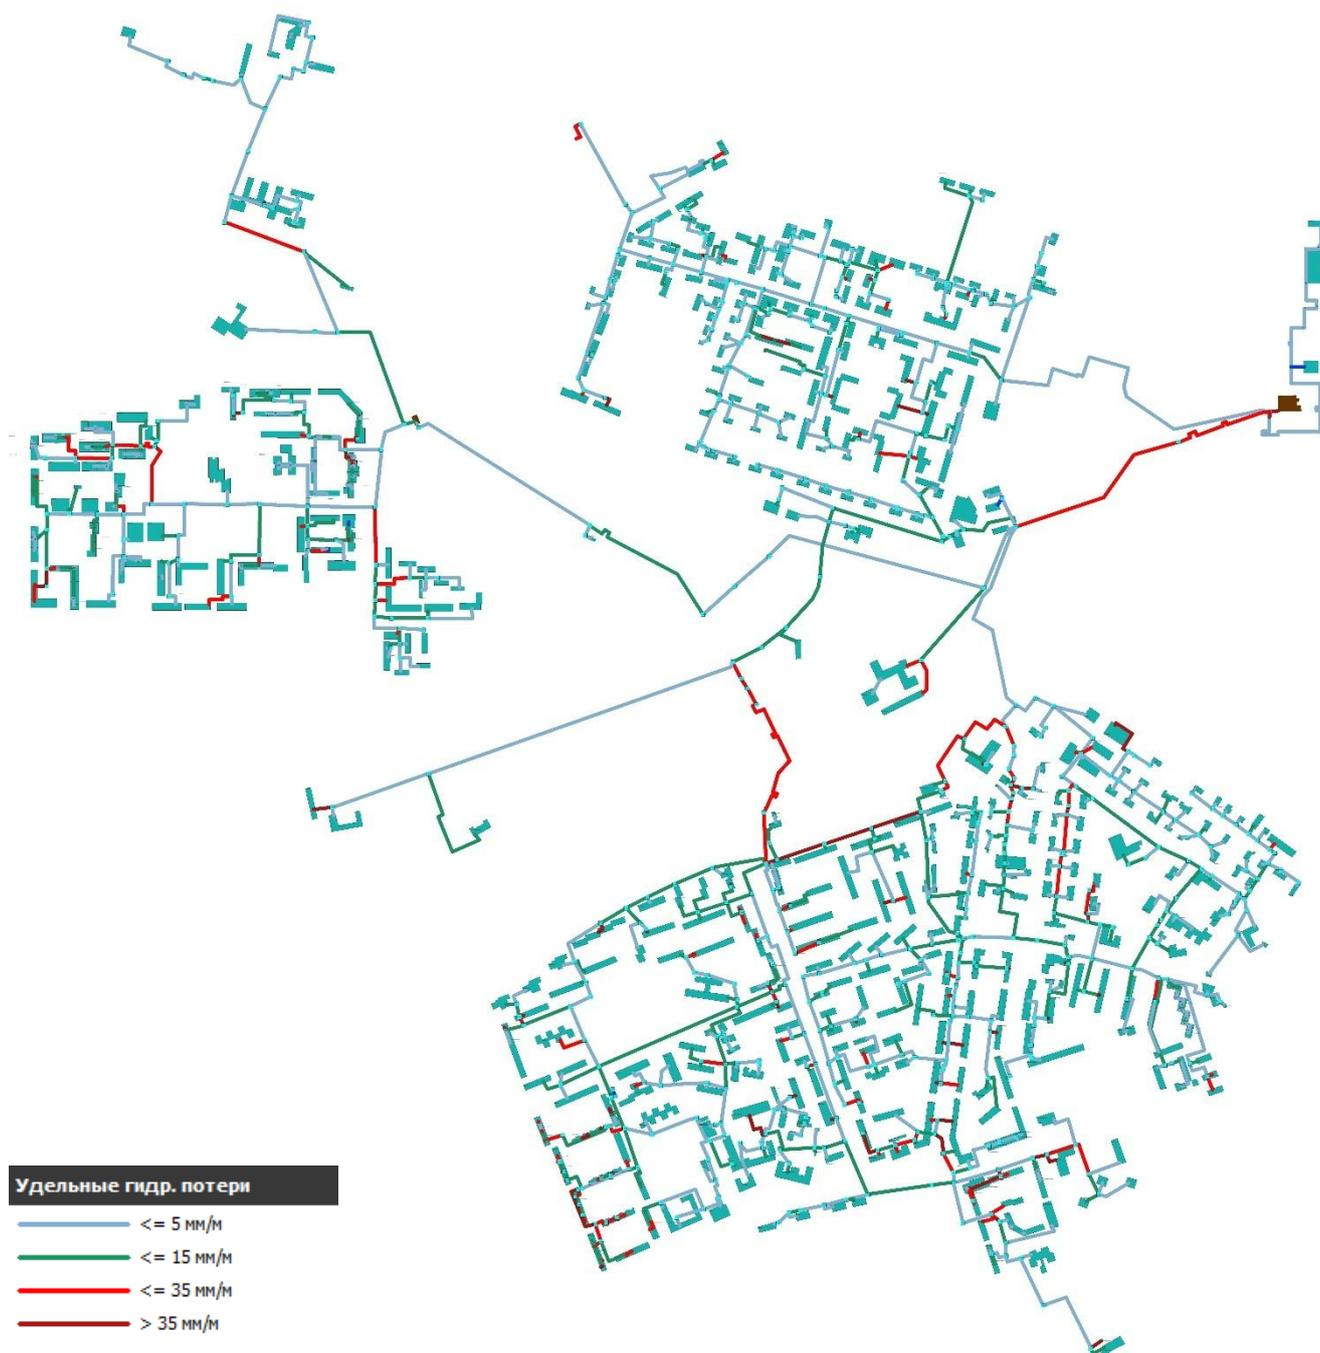 Удельные гидр. потери
<= 5 мм/м
<= 15 мм/м
<= 35 мм/м
> 35 мм/м